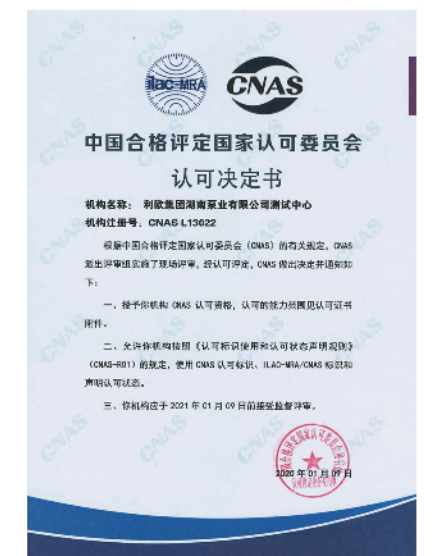 ilac-MRA
CNAS
中国合格评定国家认可委员会
认可决定书
机构名称： 利欧集团湖南泵业有限公司测试中心
机构注册号：CNAS L13022
根据中国合格评定国家认可委员会（CNAS）的有关规定，CNAS
派出评审组实施了现场评审。经认可评定，CNAS 做出决定并通知如
下：
一、授予你机构 CNAS 认可资格，认可的能力范围见认可证书
附件。
二、允许你机构按照《认可标识使用和认可状态声明规则》
（CNAS-R01）的规定，使用 CNAS 认可标识、ILAC-MRA/CNAS 标识和
声明认可状态。
三、你机构应于 2021 年 01 月 09 日前接受监督评审。
2020 年 01 月 09 日